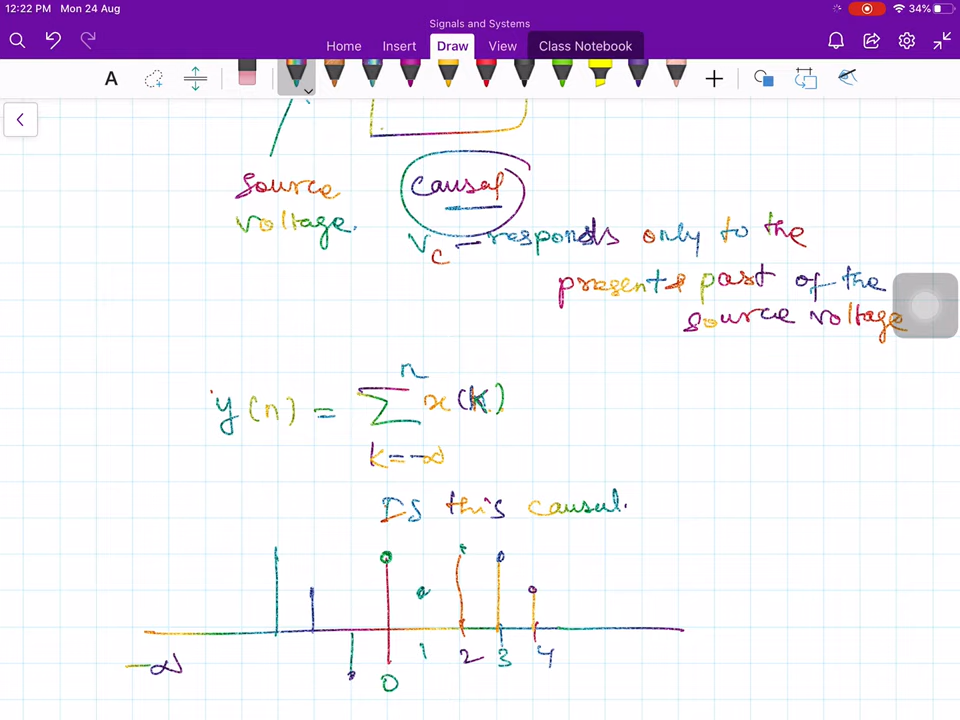 12:22 PM Mon 24 Aug
34%
Signals and Systems
Home Insert Draw View Class Notebook
A
source
voltage.
causal
Vc - responds only to the
present & past of the
source voltage
y(n) = Σ x(k)
n
k=-∞
Is this causal.
-∞ 0 1 2 3 4